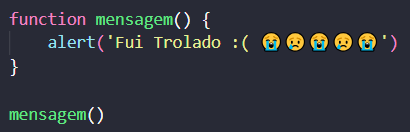 function mensagem() {
    alert('Fui Trolado :( 😭😢😭😢😭')
}

mensagem()